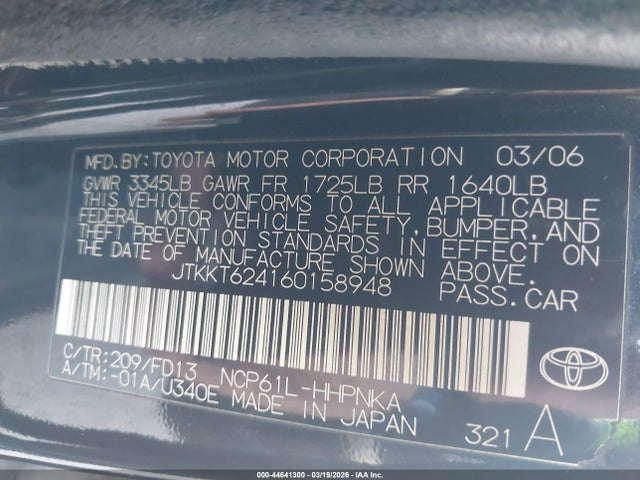 MFD.BY:TOYOTA MOTOR CORPORATION 03/06
GVWR 3345LB GAWR FR 1725LB RR 1640LB
THIS VEHICLE CONFORMS TO ALL APPLICABLE
FEDERAL MOTOR VEHICLE SAFETY,BUMPER,AND
THEFT PREVENTION STANDARDS IN EFFECT ON
THE DATE OF MANUFACTURE SHOWN ABOVE.
JTKKT624160158948 PASS.CAR
C/TR:209/FD13 NCP61L-HHPNKA
A/TM:-01A/U340E MADE IN JAPAN
321 A
000-44641300 - 03/19/2026 - IAAI.COM